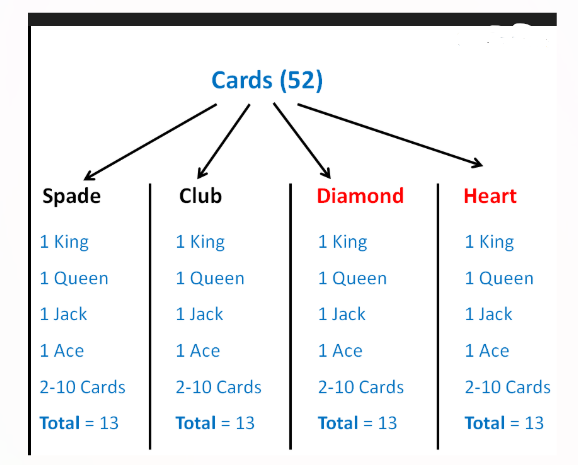 Cards (52)
Spade
1 King
1 Queen
1 Jack
1 Ace
2-10 Cards
Total = 13
Club
1 King
1 Queen
1 Jack
1 Ace
2-10 Cards
Total = 13
Diamond
1 King
1 Queen
1 Jack
1 Ace
2-10 Cards
Total = 13
Heart
1 King
1 Queen
1 Jack
1 Ace
2-10 Cards
Total = 13